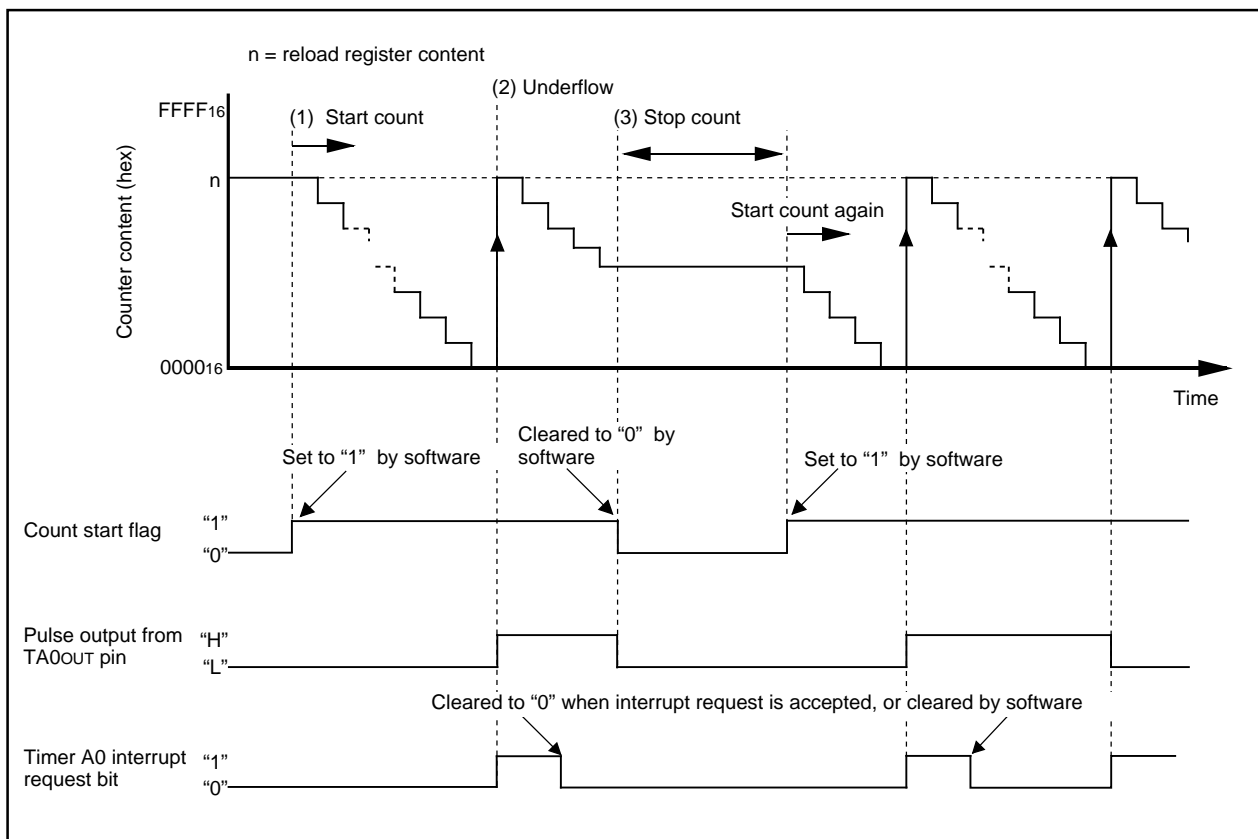 n = reload register content
(2) Underflow
FFFF16
(1) Start count
(3) Stop count
Counter content (hex)
n
Start count again
000016
Time
Cleared to “0” by
software
Set to “1” by software
Set to “1” by software
Count start flag
“1”
“0”
Pulse output from
TA0OUT pin
“H”
“L”
Cleared to “0” when interrupt request is accepted, or cleared by software
Timer A0 interrupt
request bit
“1”
“0”